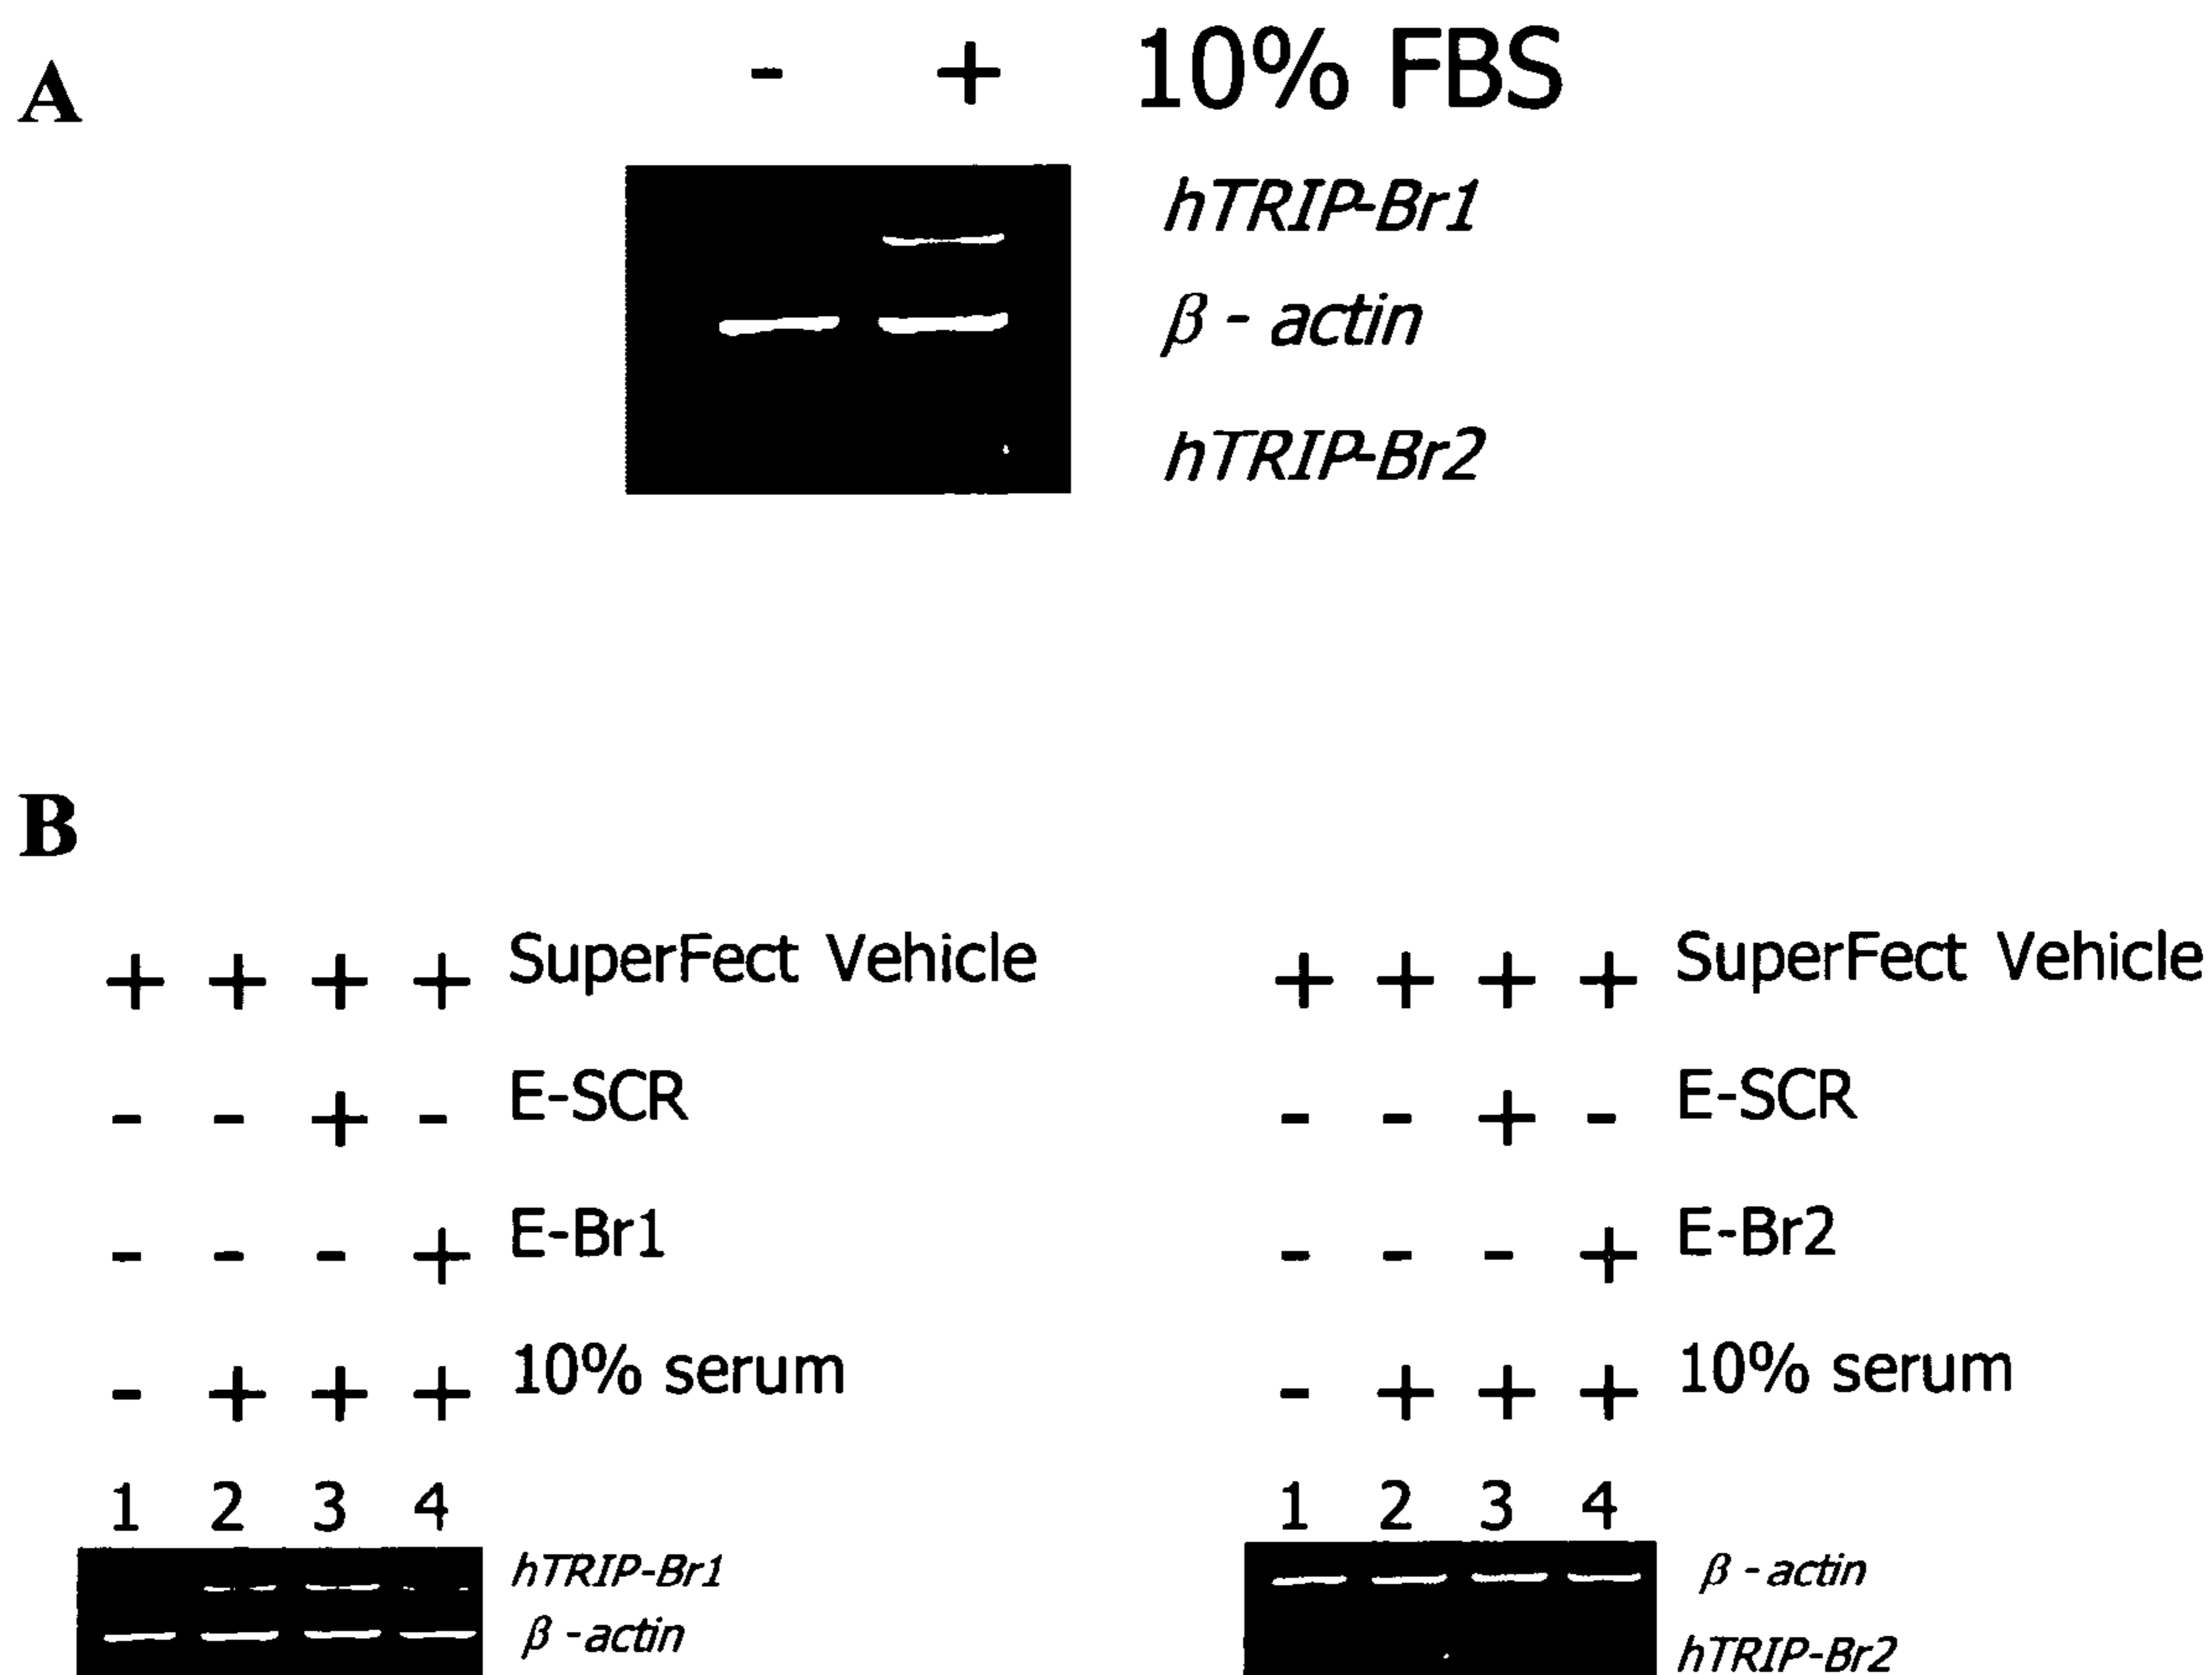 A
- + 10% FBS
hTRIP-Br1
β - actin
hTRIP-Br2
B
+ + + + SuperFect Vehicle
- - + - E-SCR
- - - + E-Br1
- + + + 10% serum
1 2 3 4
hTRIP-Br1
β -actin
+ + + + SuperFect Vehicle
- - + - E-SCR
- - - + E-Br2
- + + + 10% serum
1 2 3 4
β -actin
hTRIP-Br2